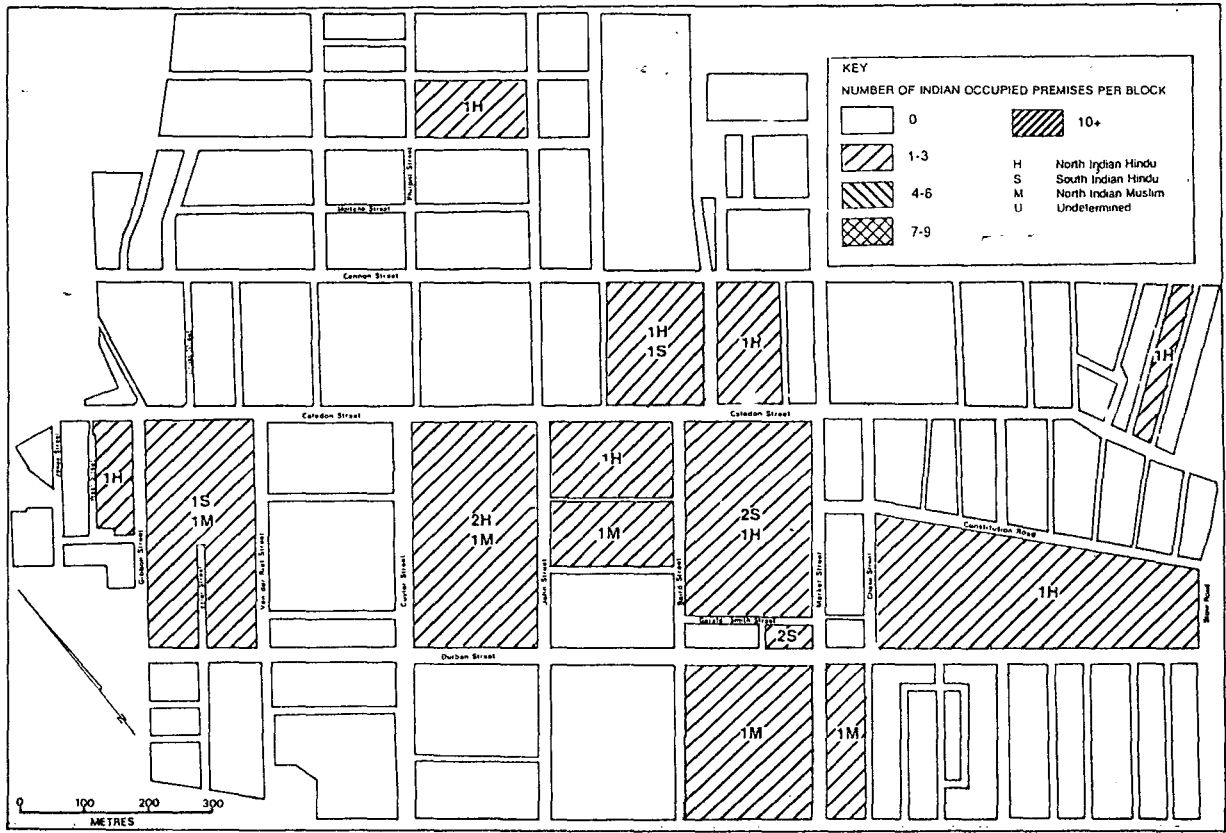 KEY
NUMBER OF INDIAN OCCUPIED PREMISES PER BLOCK
0
1-3
4-6
7-9
10+
H North Indian Hindu
S South Indian Hindu
M North Indian Muslim
U Undetermined
1H
Cannon Street
1H
1S
1H
1H
Caledon Street
Caledon Street
1H
1S
1M
2H
1M
1H
1M
2S
1H
Constitution Road
1H
Gibbon Street
Van der Riet Street
Cuyler Street
John Street
Baird Street
Market Street
Chase Street
Gerald Smith Street
2S
Durban Street
1M
1M
N
0 100 200 300
METRES